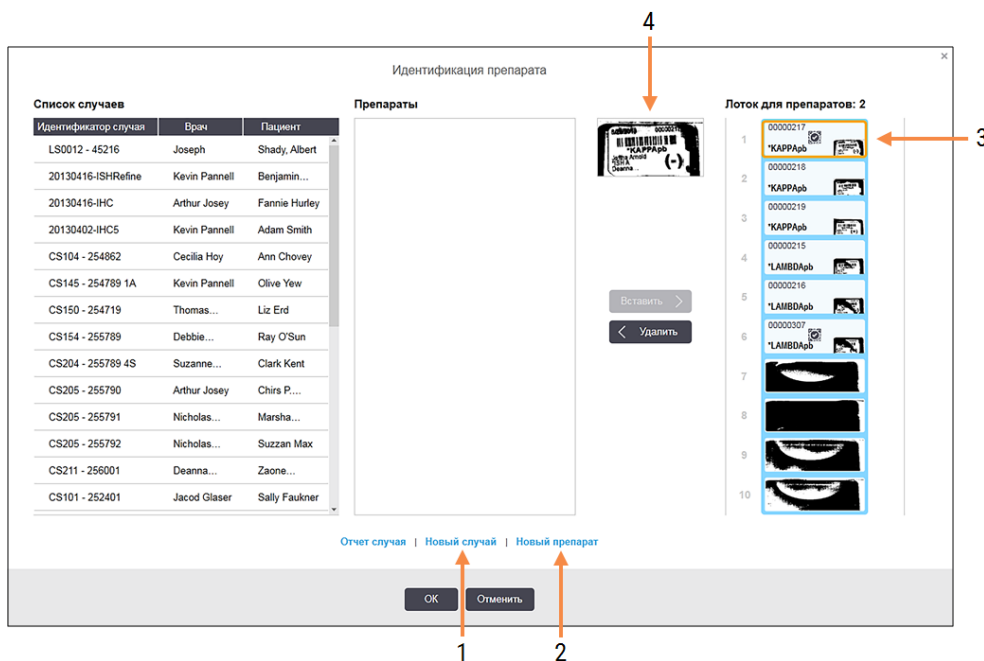 4
×
Идентификация препарата
Список случаев
Препараты
Лоток для препаратов: 2
Идентификатор случая Врач Пациент
LS0012 - 45216 Joseph Shady, Albert
20130416-ISHRefine Kevin Pannell Benjamin...
20130416-IHC Arthur Josey Fannie Hurley
20130402-IHC5 Kevin Pannell Adam Smith
CS104 - 254862 Cecilia Hoy Ann Chovey
CS145 - 254789 1A Kevin Pannell Olive Yew
CS150 - 254719 Thomas... Liz Erd
CS154 - 255789 Debbie... Ray O'Sun
CS204 - 255789 4S Suzanne... Clark Kent
CS205 - 255790 Arthur Josey Chirs P....
CS205 - 255791 Nicholas... Marsha...
CS205 - 255792 Nicholas... Suzzan Max
CS211 - 256001 Deanna... Zaone...
CS101 - 252401 Jacod Glaser Sally Faukner
*KAPPApb
Arnold
(-)
Deanna ...
Вставить
Удалить
1 00000217
*KAPPApb
2 00000218
*KAPPApb
3 00000219
*KAPPApb
4 00000215
*LAMBDApb
5 00000216
*LAMBDApb
6 00000307
*LAMBDApb
7
8
9
10
3
Отчет случая | Новый случай | Новый препарат
ОК Отменить
1 2